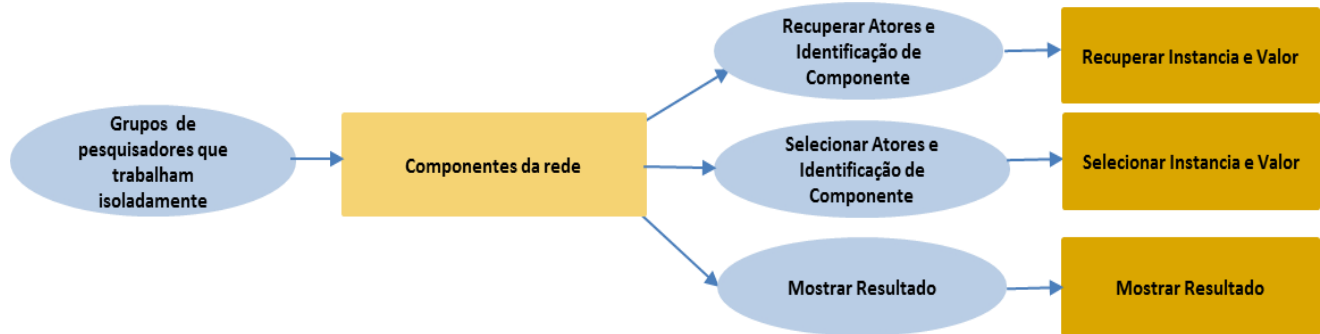 Grupos de
pesquisadores que
trabalham
isoladamente
Componentes da rede
Recuperar Atores e
Identificação de
Componente
Recuperar Instancia e Valor
Selecionar Atores e
Identificação de
Componente
Selecionar Instancia e Valor
Mostrar Resultado
Mostrar Resultado